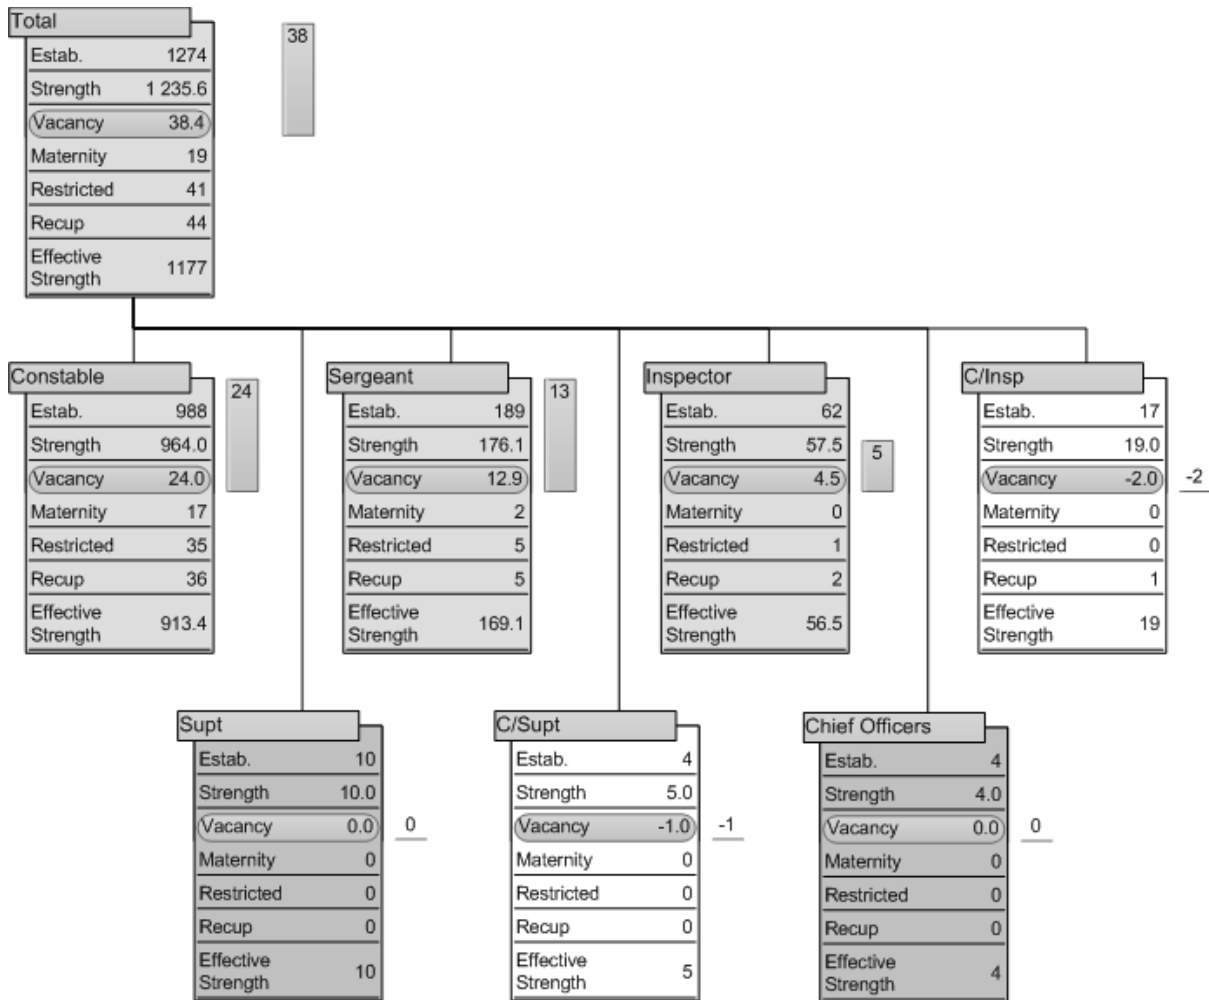 Total
38
Estab. 1274
Strength 1 235.6
Vacancy 38.4
Maternity 19
Restricted 41
Recup 44
Effective
Strength 1177
Constable
24
Estab. 988
Strength 964.0
Vacancy 24.0
Maternity 17
Restricted 35
Recup 36
Effective
Strength 913.4
Sergeant
13
Estab. 189
Strength 176.1
Vacancy 12.9
Maternity 2
Restricted 5
Recup 5
Effective
Strength 169.1
Inspector
5
Estab. 62
Strength 57.5
Vacancy 4.5
Maternity 0
Restricted 1
Recup 2
Effective
Strength 56.5
C/Insp
Estab. 17
Strength 19.0
Vacancy -2.0
-2
Maternity 0
Restricted 0
Recup 1
Effective
Strength 19
Supt
Estab. 10
Strength 10.0
Vacancy 0.0
0
Maternity 0
Restricted 0
Recup 0
Effective
Strength 10
C/Supt
Estab. 4
Strength 5.0
Vacancy -1.0
-1
Maternity 0
Restricted 0
Recup 0
Effective
Strength 5
Chief Officers
Estab. 4
Strength 4.0
Vacancy 0.0
0
Maternity 0
Restricted 0
Recup 0
Effective
Strength 4